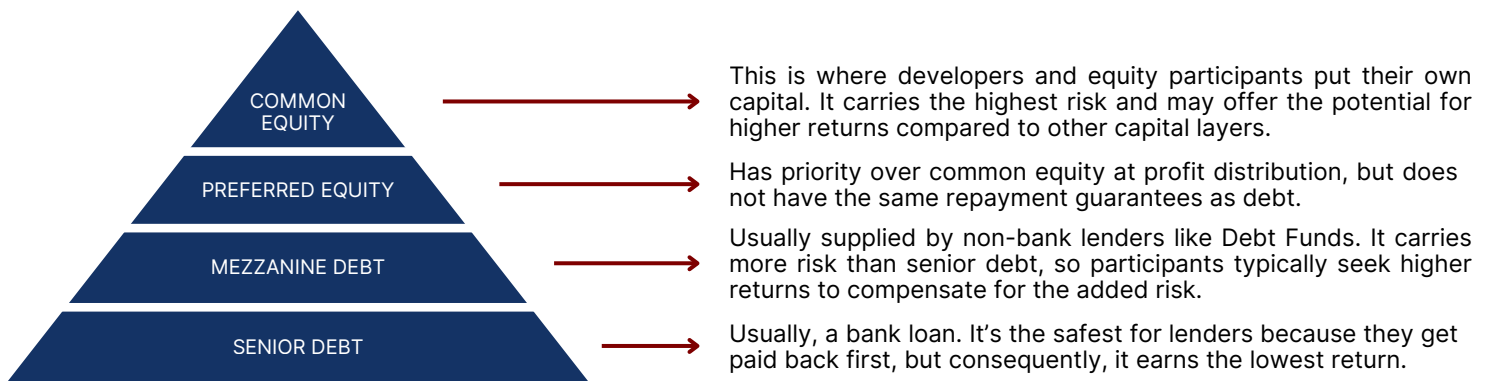 COMMON
EQUITY
This is where developers and equity participants put their own
capital. It carries the highest risk and may offer the potential for
higher returns compared to other capital layers.
PREFERRED EQUITY
Has priority over common equity at profit distribution, but does
not have the same repayment guarantees as debt.
MEZZANINE DEBT
Usually supplied by non-bank lenders like Debt Funds. It carries
more risk than senior debt, so participants typically seek higher
returns to compensate for the added risk.
SENIOR DEBT
Usually, a bank loan. It’s the safest for lenders because they get
paid back first, but consequently, it earns the lowest return.